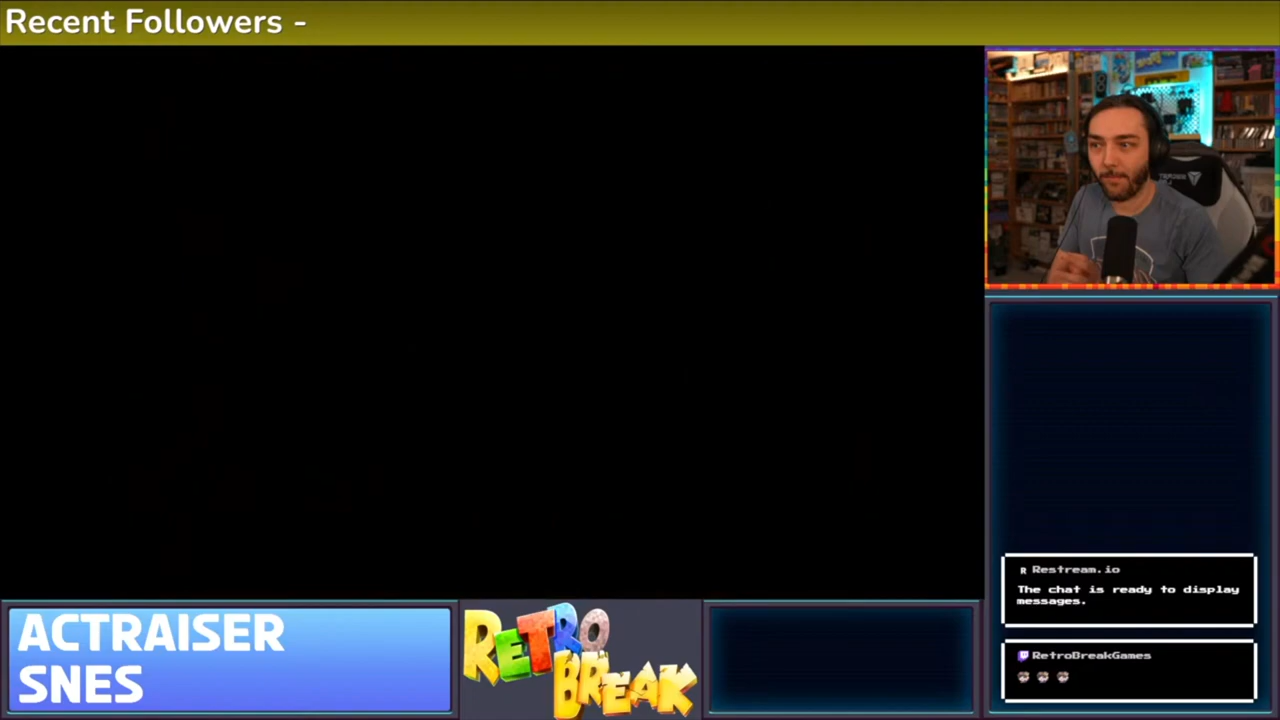 Recent Followers -
R Restream.io
The chat is ready to display
messages.
RetroBreakGames
ACTRAISER
SNES
RETRO
BREAK